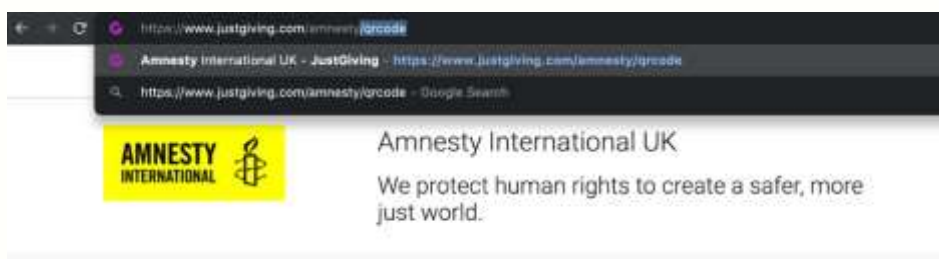 https://www.justgiving.com/amnesty/qrcode
Amnesty International UK - JustGiving - https://www.justgiving.com/amnesty/qrcode
https://www.justgiving.com/amnesty/qrcode - Google Search
AMNESTY
INTERNATIONAL
Amnesty International UK
We protect human rights to create a safer, more
just world.